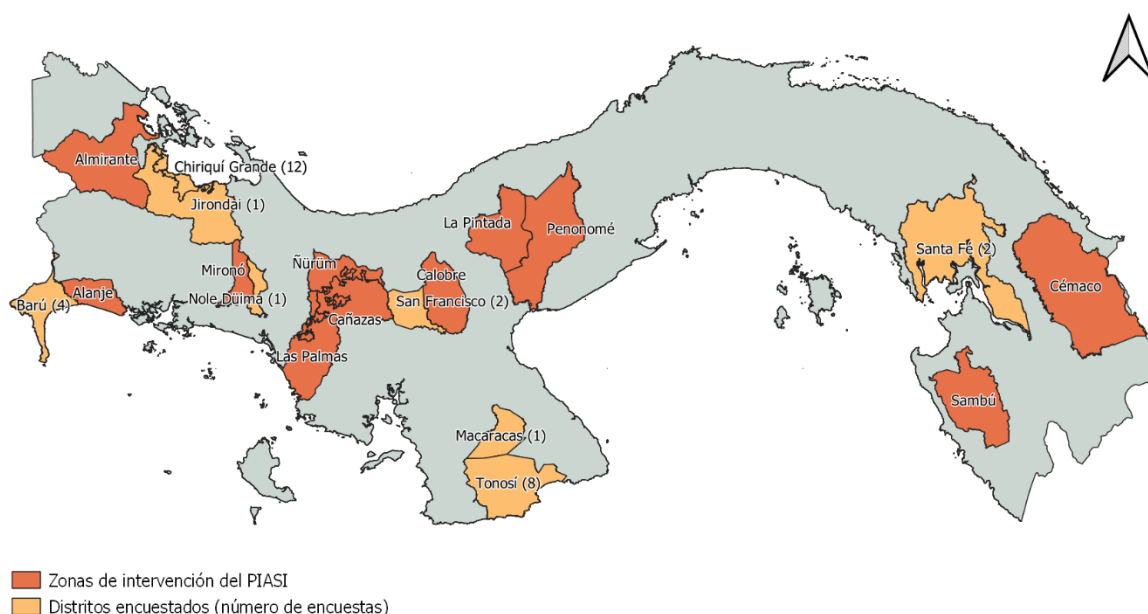 Almirante
Chiriquí Grande (12)
Jirondai (1)
La Pintada
Penonomé
Mironó
Ñürüm
Calobre
Santa Fé (2)
Barú (4)
Alanje
Nole Düima (1)
San Francisco (2)
Cañazas
Cémaco
Las Palmas
Sambú
Macaracas (1)
Tonosí (8)
Zonas de intervención del PIASI
Distritos encuestados (número de encuestas)